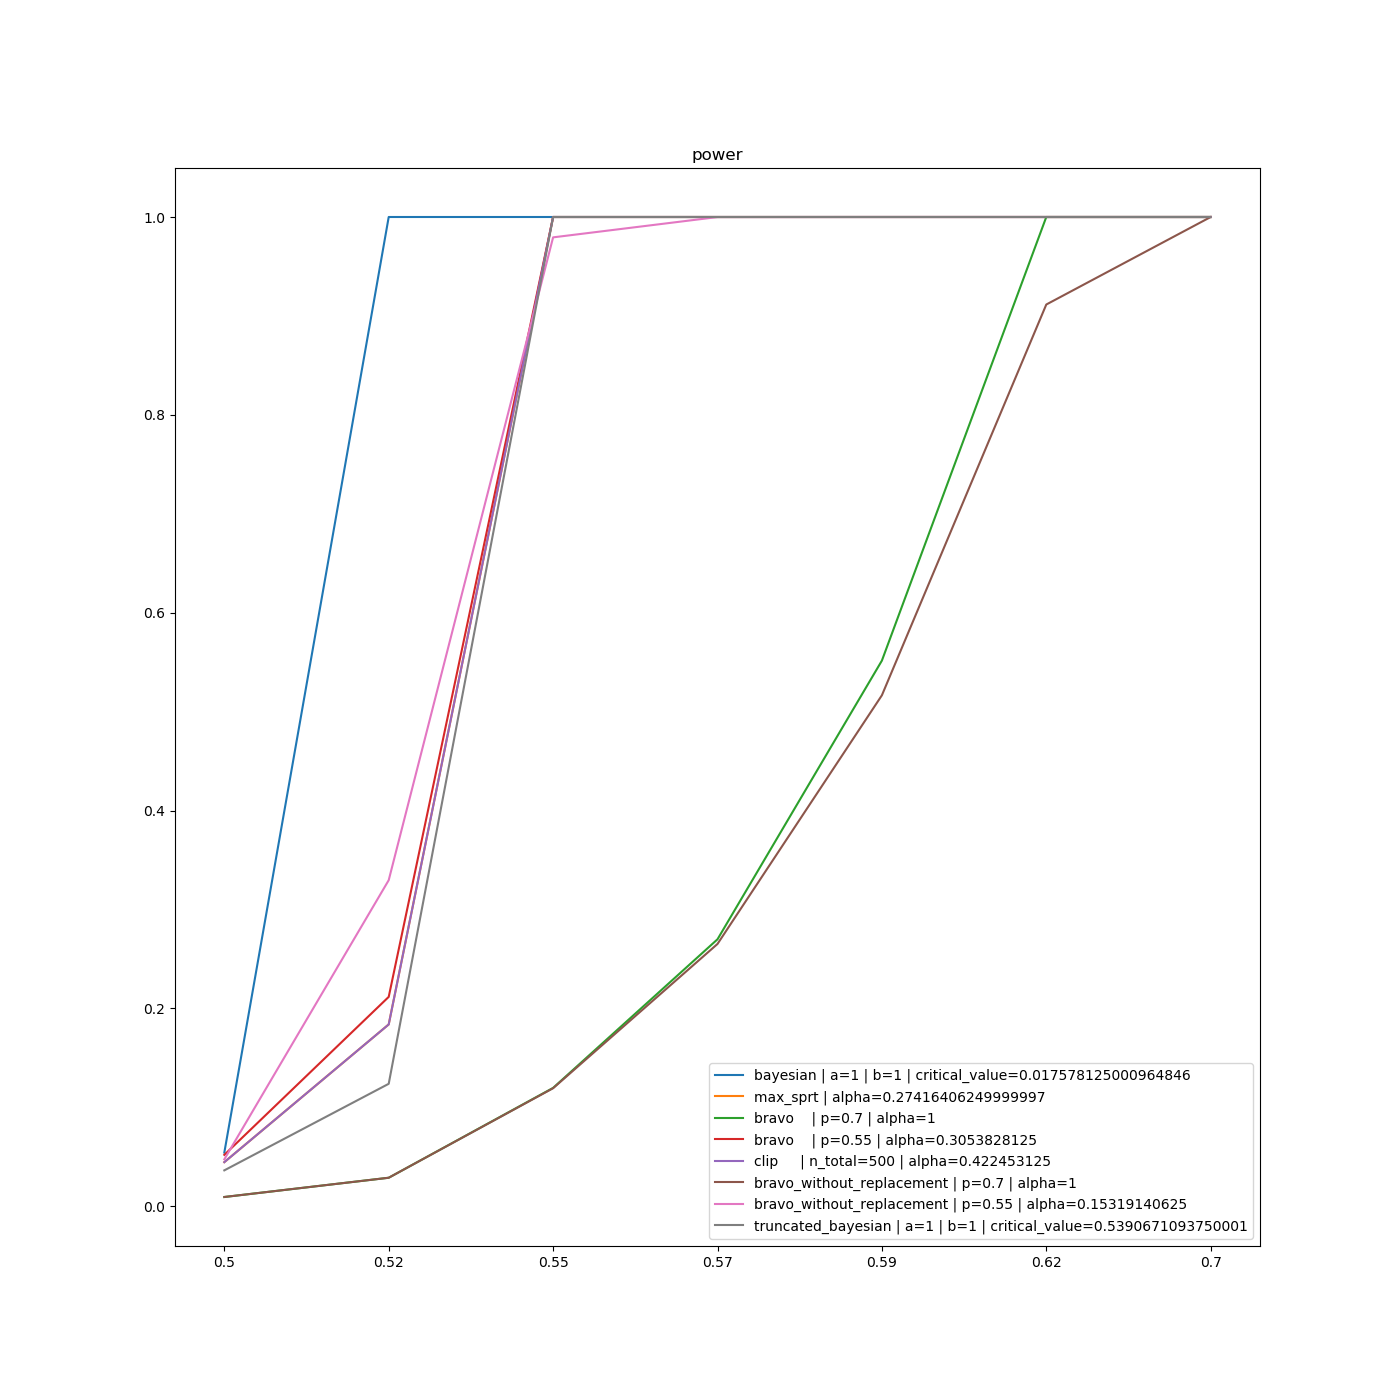 power
1.0
0.8
0.6
0.4
0.2
0.0
bayesian | a=1 | b=1 | critical_value=0.017578125000964846
max_sprt | alpha=0.27416406249999997
bravo    | p=0.7 | alpha=1
bravo    | p=0.55 | alpha=0.3053828125
clip     | n_total=500 | alpha=0.422453125
bravo_without_replacement | p=0.7 | alpha=1
bravo_without_replacement | p=0.55 | alpha=0.15319140625
truncated_bayesian | a=1 | b=1 | critical_value=0.5390671093750001
0.5 0.52 0.55 0.57 0.59 0.62 0.7